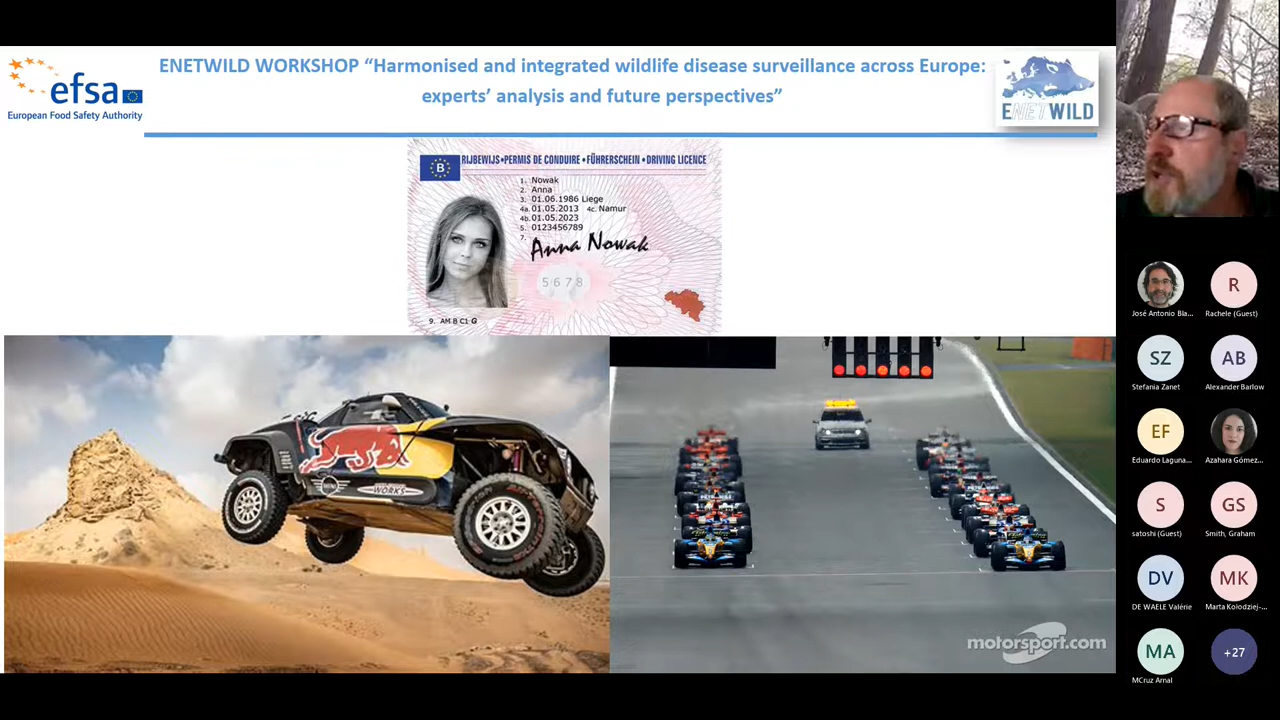 efsa
European Food Safety Authority
ENETWILD WORKSHOP “Harmonised and integrated wildlife disease surveillance across Europe:
experts’ analysis and future perspectives”
ENETWILD
B
RIJBEWIJS•PERMIS DE CONDUIRE •FÜHRERSCHEIN•DRIVING LICENCE
1. Nowak
2. Anna
3. 01.06.1986 Liege
4a. 01.05.2013 4c. Namur
4b. 01.05.2023
5. 0123456789
7. Anna Nowak
5678
9. AM B C1 G
MINI
WORKS
motorsport.com
José Antonio Bla...
R
Rachele (Guest)
SZ
Stefania Zanet
AB
Alexander Barlow
EF
Eduardo Laguna...
Azahara Gómez...
S
satoshi (Guest)
GS
Smith, Graham
DV
DE WAELE Valérie
MK
Marta Kołodziej-...
MA
MCruz Arnal
+27